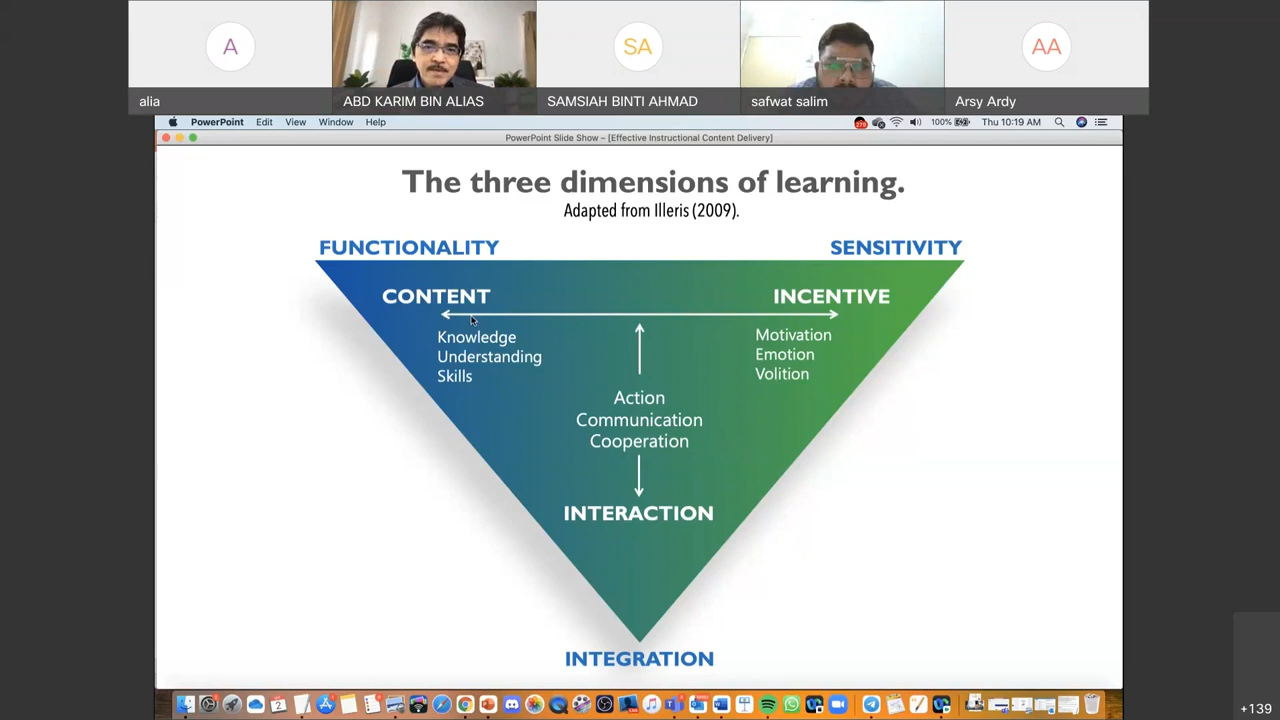 A
SA
AA
alia
ABD KARIM BIN ALIAS
SAMSIAH BINTI AHMAD
safwat salim
Arsy Ardy
PowerPoint Edit View Window Help
100% Thu 10:19 AM
PowerPoint Slide Show – [Effective Instructional Content Delivery]
The three dimensions of learning.
Adapted from Illeris (2009).
FUNCTIONALITY
SENSITIVITY
CONTENT
INCENTIVE
Knowledge
Understanding
Skills
Motivation
Emotion
Volition
Action
Communication
Cooperation
INTERACTION
INTEGRATION
+139